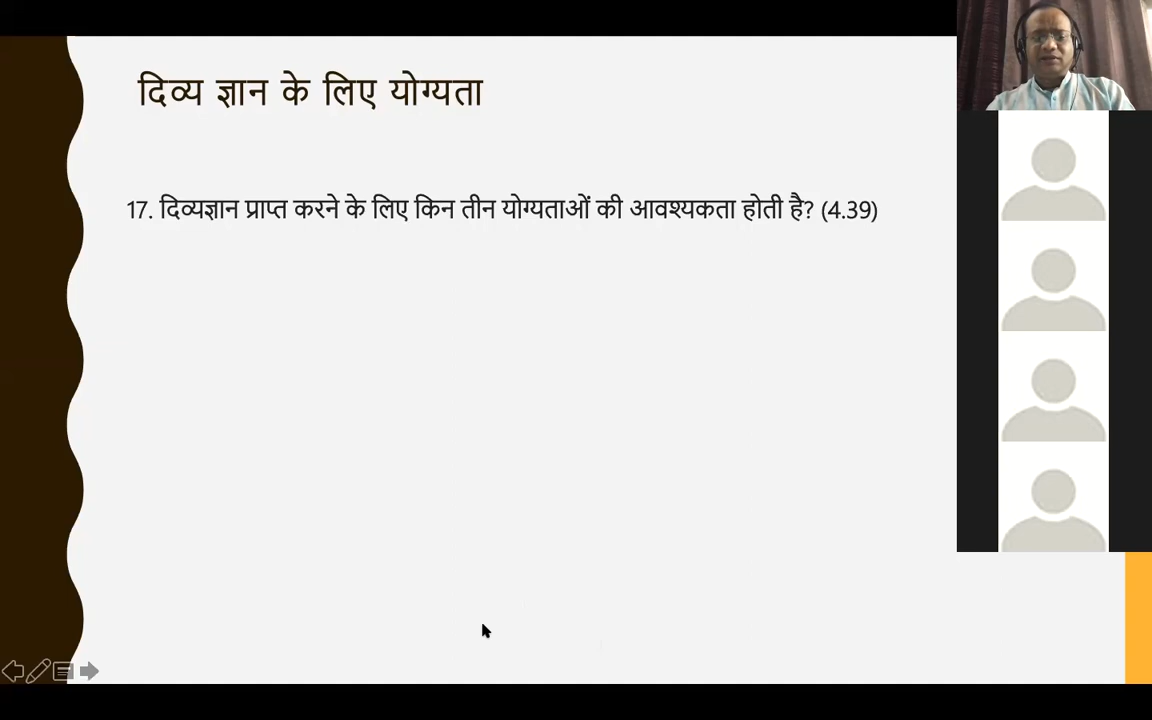 दिव्य ज्ञान के लिए योग्यता
17. दिव्यज्ञान प्राप्त करने के लिए किन तीन योग्यताओं की आवश्यकता होती है? (4.39)